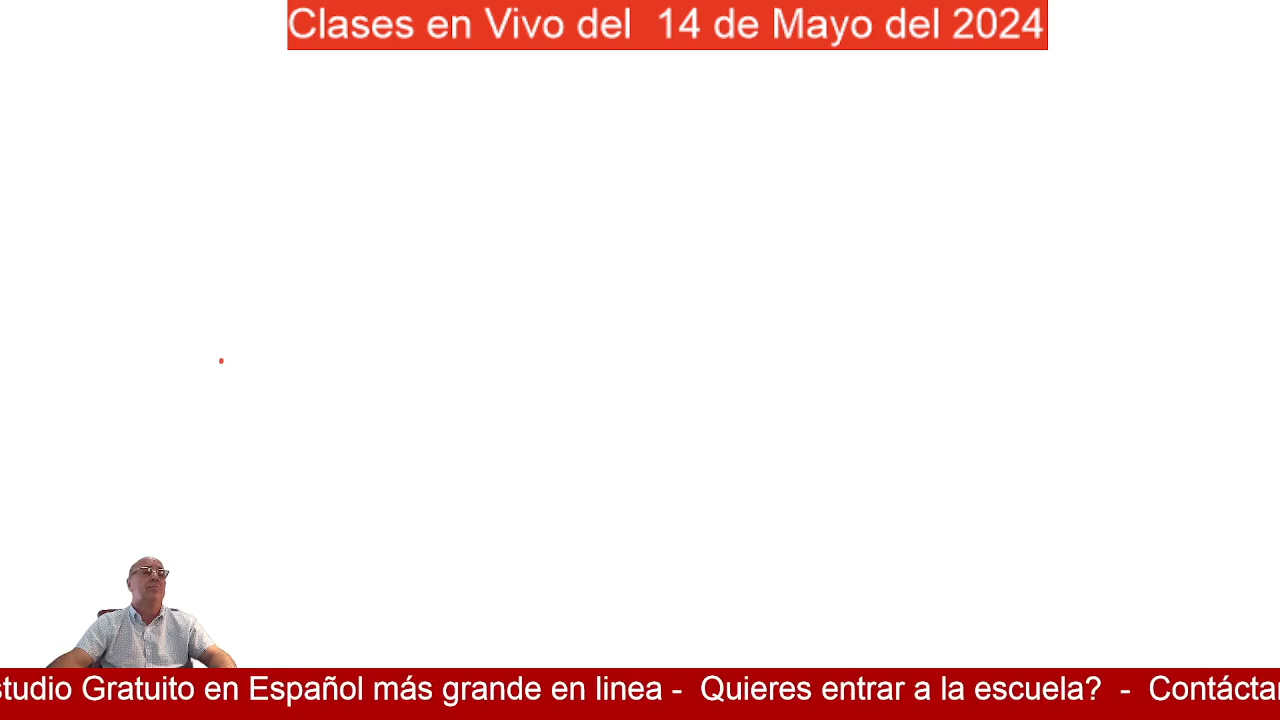 Clases en Vivo del 14 de Mayo del 2024
studio Gratuito en Español más grande en linea - Quieres entrar a la escuela? - Contáctan